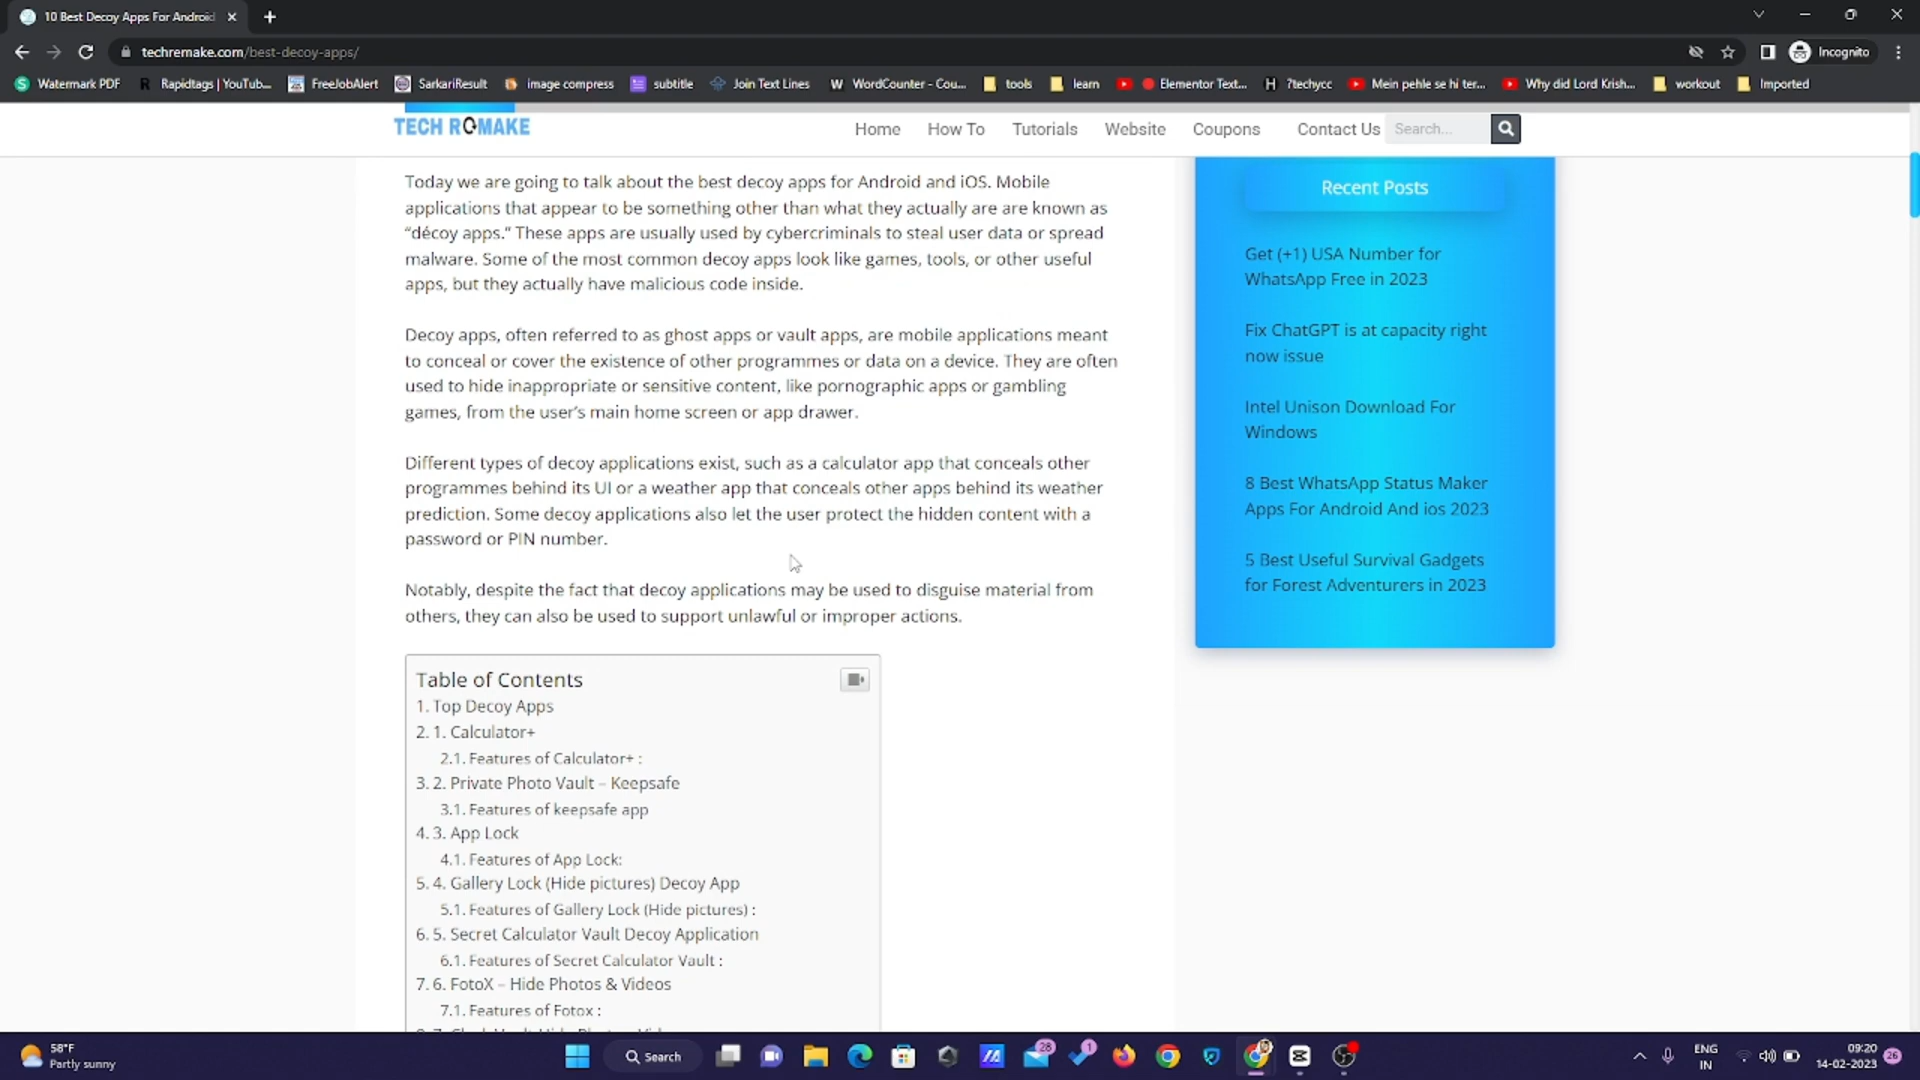 10 Best Decoy Apps For Android
techremake.com/best-decoy-apps/
Incognito
Watermark PDF
Rapidtags | YouTub...
FreeJobAlert
SarkariResult
image compress
subtitle
Join Text Lines
WordCounter - Cou...
tools
learn
Elementor Text...
?techycc
Mein pehle se hi ter...
Why did Lord Krish...
workout
Imported
TECH REMAKE
Home
How To
Tutorials
Website
Coupons
Contact Us
Search...
Today we are going to talk about the best decoy apps for Android and iOS. Mobile
applications that appear to be something other than what they actually are are known as
“décoy apps.” These apps are usually used by cybercriminals to steal user data or spread
malware. Some of the most common decoy apps look like games, tools, or other useful
apps, but they actually have malicious code inside.
Decoy apps, often referred to as ghost apps or vault apps, are mobile applications meant
to conceal or cover the existence of other programmes or data on a device. They are often
used to hide inappropriate or sensitive content, like pornographic apps or gambling
games, from the user’s main home screen or app drawer.
Different types of decoy applications exist, such as a calculator app that conceals other
programmes behind its UI or a weather app that conceals other apps behind its weather
prediction. Some decoy applications also let the user protect the hidden content with a
password or PIN number.
Notably, despite the fact that decoy applications may be used to disguise material from
others, they can also be used to support unlawful or improper actions.
Table of Contents
1. Top Decoy Apps
2. 1. Calculator+
2.1. Features of Calculator+ :
3. 2. Private Photo Vault – Keepsafe
3.1. Features of keepsafe app
4. 3. App Lock
4.1. Features of App Lock:
5. 4. Gallery Lock (Hide pictures) Decoy App
5.1. Features of Gallery Lock (Hide pictures) :
6. 5. Secret Calculator Vault Decoy Application
6.1. Features of Secret Calculator Vault :
7. 6. FotoX – Hide Photos & Videos
7.1. Features of Fotox :
Recent Posts
Get (+1) USA Number for
WhatsApp Free in 2023
Fix ChatGPT is at capacity right
now issue
Intel Unison Download For
Windows
8 Best WhatsApp Status Maker
Apps For Android And ios 2023
5 Best Useful Survival Gadgets
for Forest Adventurers in 2023
58°F
Partly sunny
Search
28
1
ENG
IN
09:20
14-02-2023
26